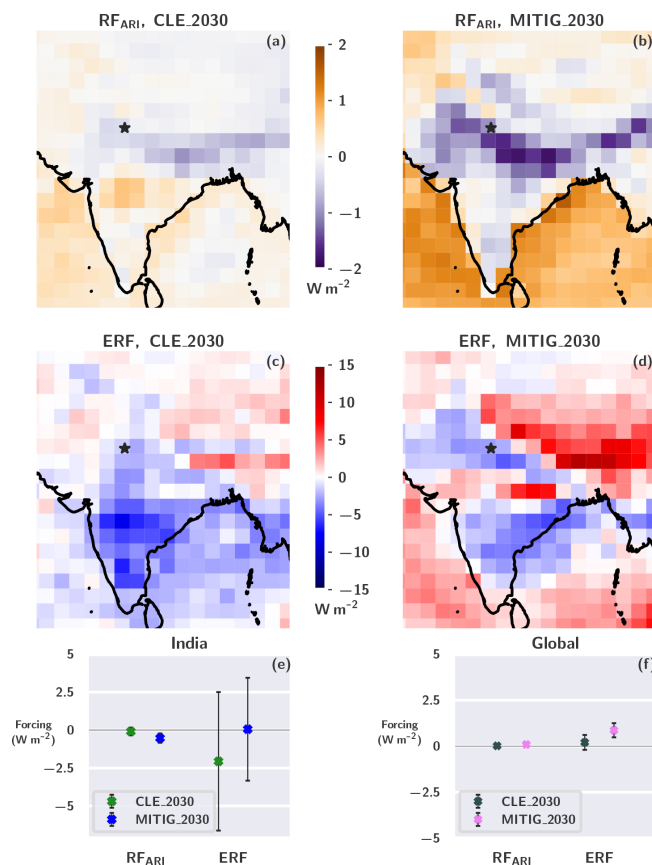 RF_ARI, CLE_2030
RF_ARI, MITIG_2030
(a)
2
1
0
−1
−2
W m⁻²
(b)
ERF, CLE_2030
ERF, MITIG_2030
(c)
15
10
5
0
−5
−10
−15
W m⁻²
(d)
India
Global
5
2.5
0
−2.5
−5
Forcing
(W m⁻²)
(e)
CLE_2030
MITIG_2030
RF_ARI
ERF
5
2.5
0
−2.5
−5
Forcing
(W m⁻²)
(f)
CLE_2030
MITIG_2030
RF_ARI
ERF